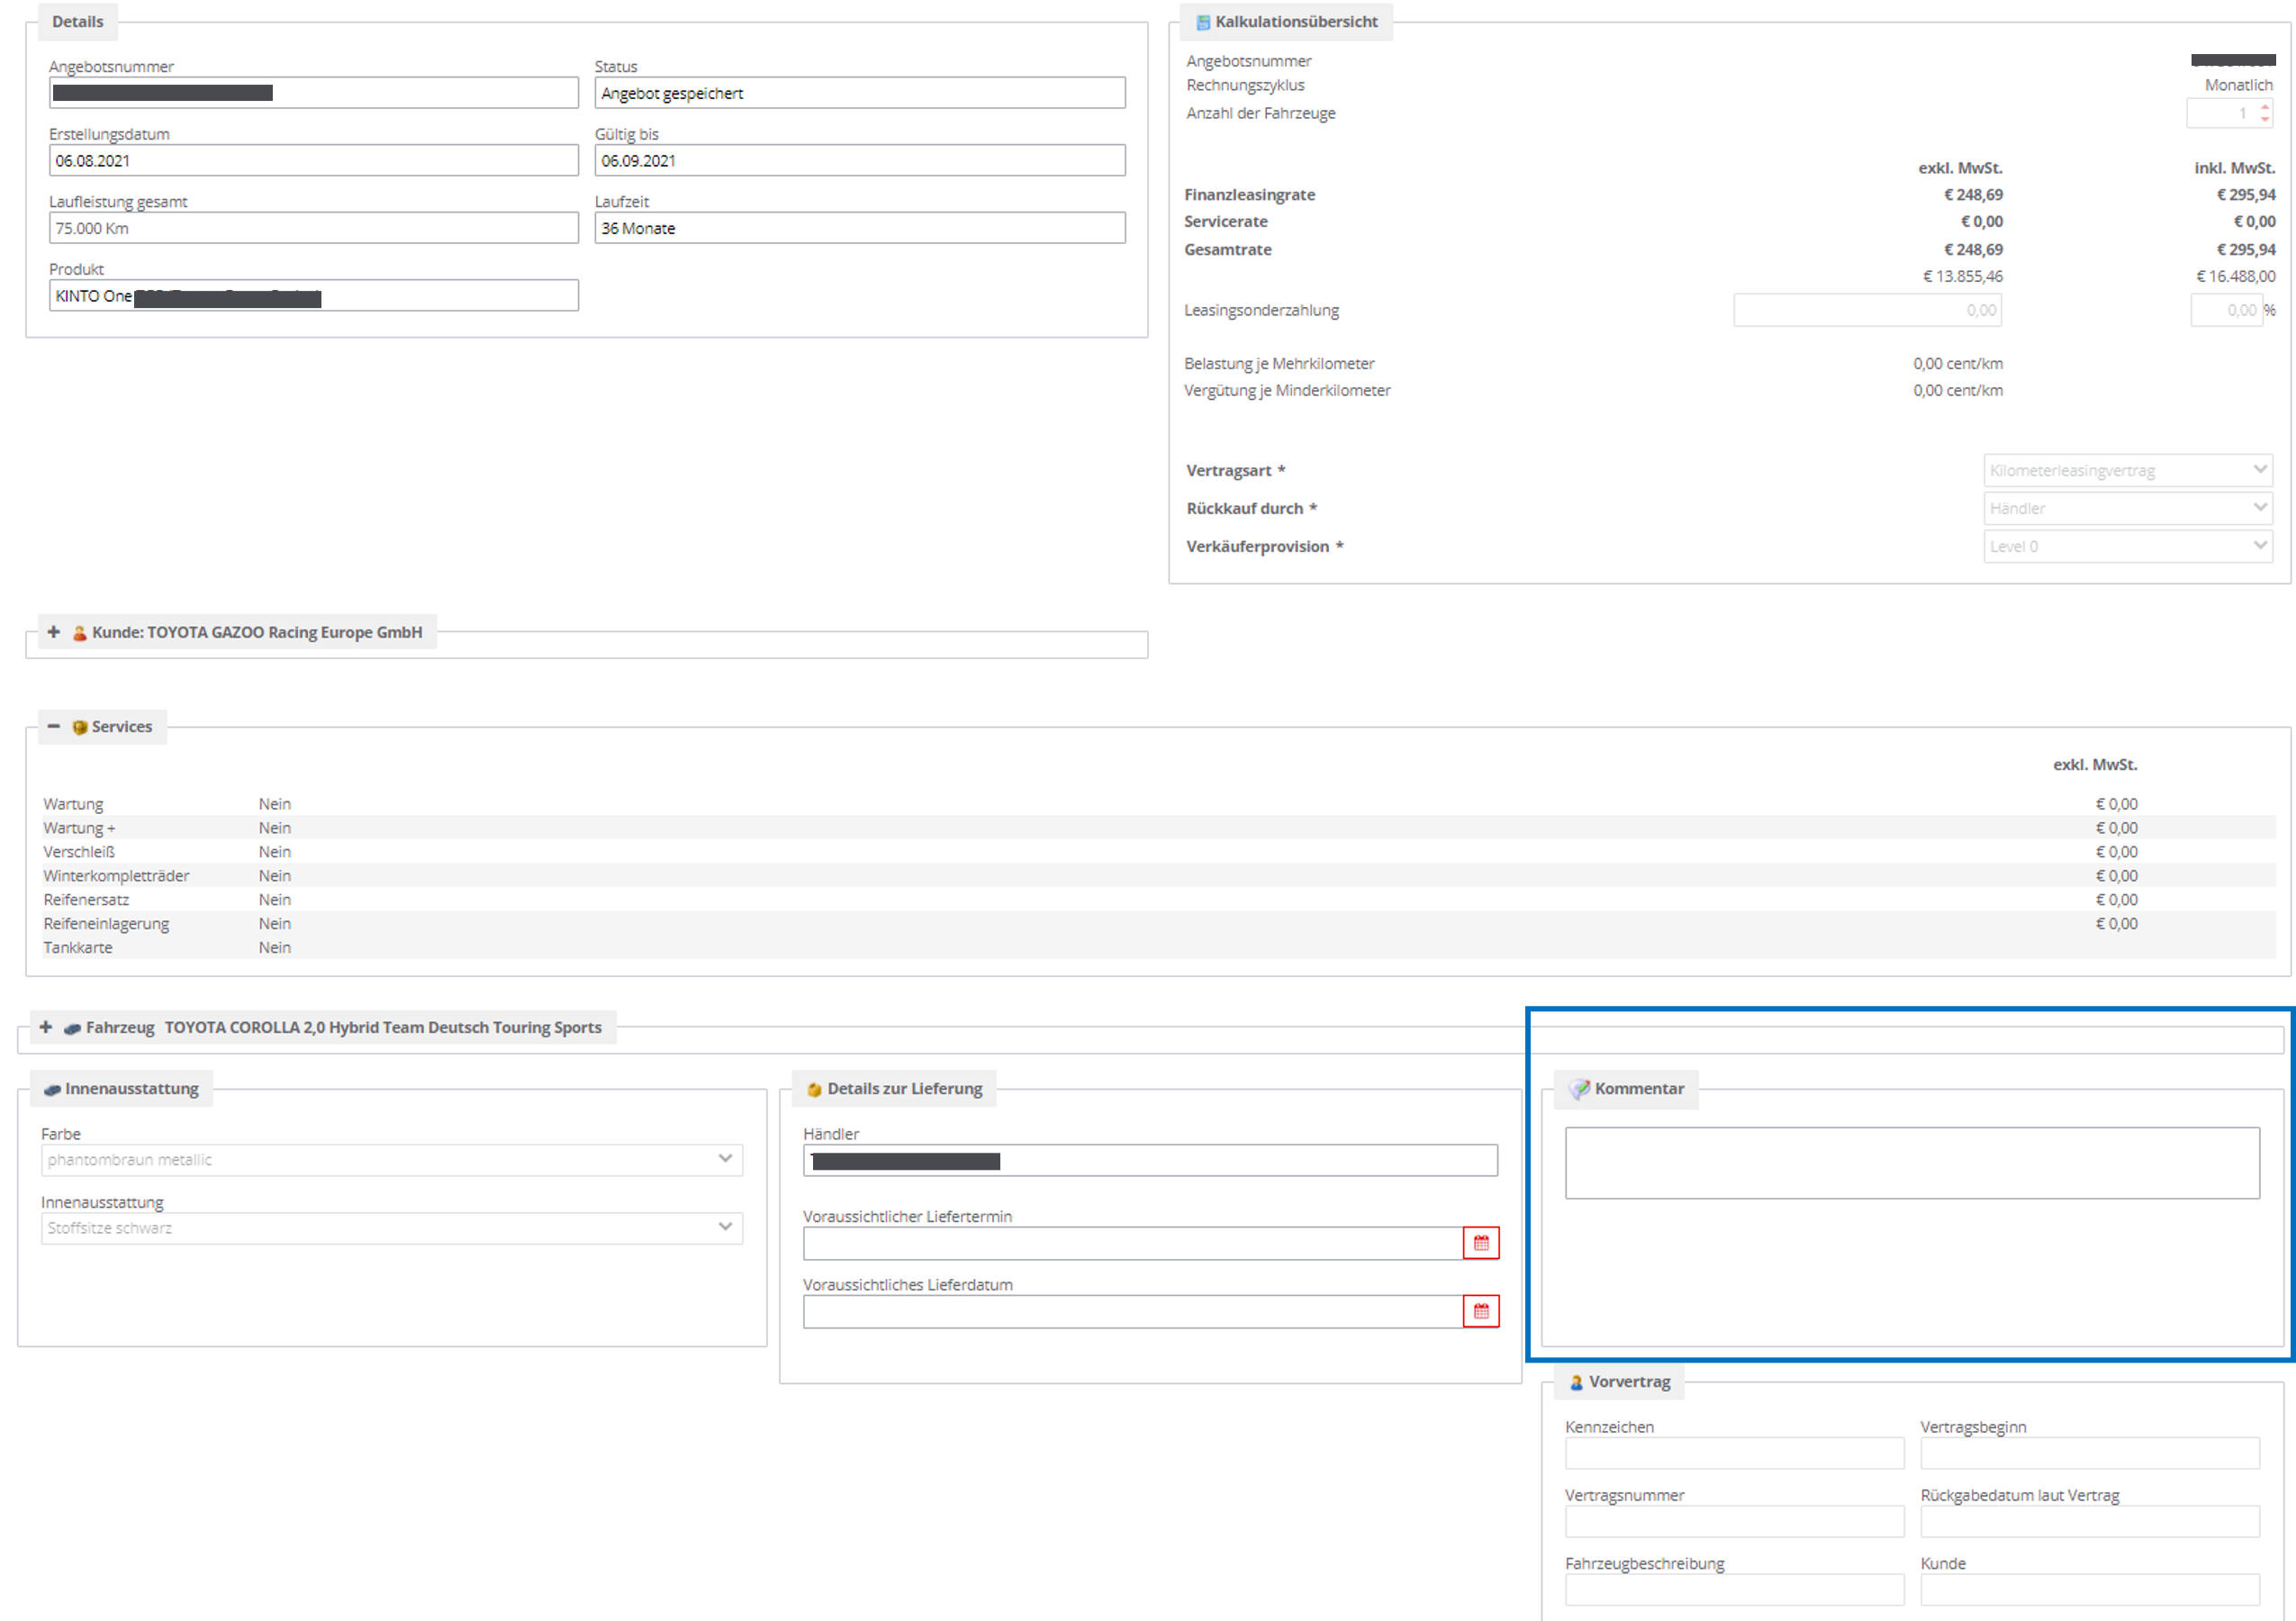 Details
Angebotsnummer
Status
Angebot gespeichert
Erstellungsdatum
Gültig bis
06.08.2021
06.09.2021
Laufleistung gesamt
Laufzeit
75.000 Km
36 Monate
Produkt
KINTO One
Kalkulationsübersicht
Angebotsnummer
Rechnungszyklus Monatlich
Anzahl der Fahrzeuge 1
exkl. MwSt. inkl. MwSt.
Finanzleasingrate € 248,69 € 295,94
Servicerate € 0,00 € 0,00
Gesamtrate € 248,69 € 295,94
€ 13.855,46 € 16.488,00
Leasingsonderzahlung 0,00 0,00 %
Belastung je Mehrkilometer 0,00 cent/km
Vergütung je Minderkilometer 0,00 cent/km
Vertragsart * Kilometerleasingvertrag
Rückkauf durch * Händler
Verkäuferprovision * Level 0
Kunde: TOYOTA GAZOO Racing Europe GmbH
Services
exkl. MwSt.
Wartung Nein € 0,00
Wartung + Nein € 0,00
Verschleiß Nein € 0,00
Winterkompletträder Nein € 0,00
Reifenersatz Nein € 0,00
Reifeneinlagerung Nein € 0,00
Tankkarte Nein
Fahrzeug TOYOTA COROLLA 2,0 Hybrid Team Deutsch Touring Sports
Innenausstattung
Farbe
phantombraun metallic
Innenausstattung
Stoffsitze schwarz
Details zur Lieferung
Händler
Voraussichtlicher Liefertermin
Voraussichtliches Lieferdatum
Kommentar
Vorvertrag
Kennzeichen
Vertragsbeginn
Vertragsnummer
Rückgabedatum laut Vertrag
Fahrzeugbeschreibung
Kunde